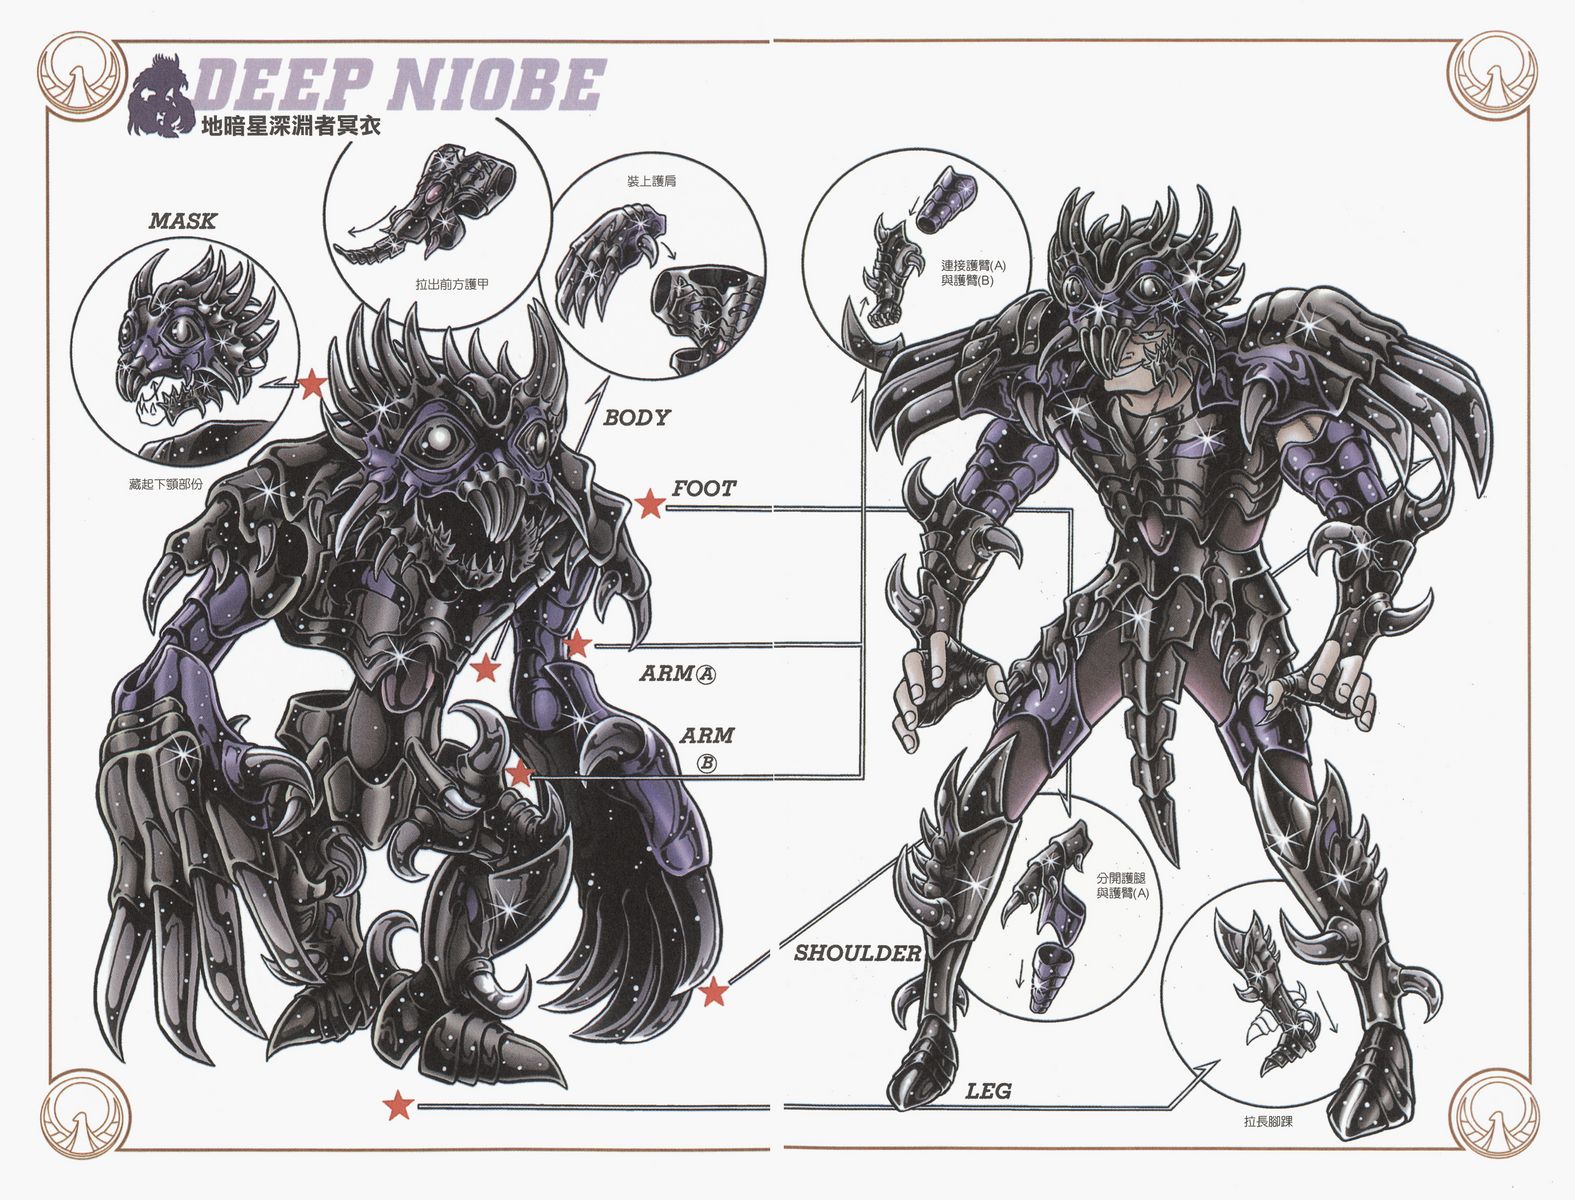 DEEP NIOBE
地暗星深淵者冥衣
MASK
藏起下顎部份
拉出前方護甲
裝上護肩
連接護臂(A)
與護臂(B)
BODY
FOOT
ARM Ⓐ
ARM
Ⓑ
分開護腿
與護臂(A)
SHOULDER
LEG
拉長腳踝